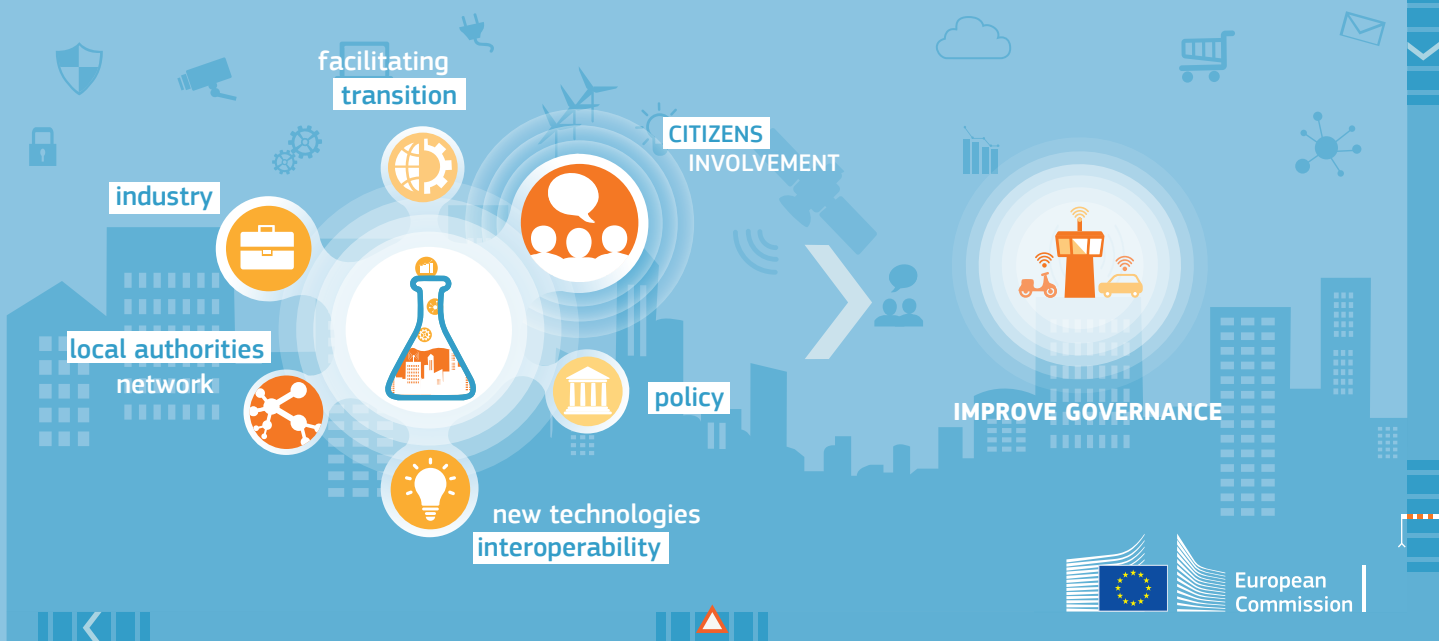 facilitating
transition
CITIZENS
INVOLVEMENT
industry
local authorities
network
policy
new technologies
interoperability
IMPROVE GOVERNANCE
European
Commission